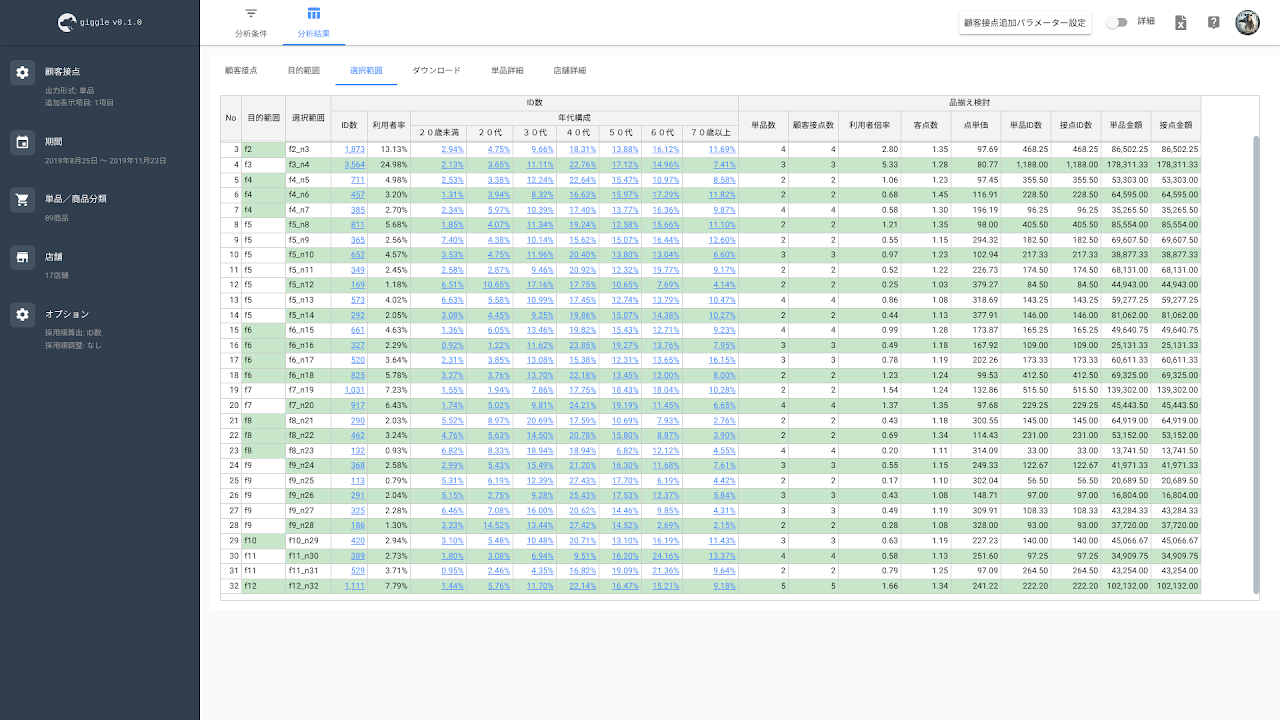 giggle v0.1.0
分析条件
分析結果
顧客接点追加パラメーター設定
詳細
顧客接点
出力形式: 単品
追加表示項目: 1項目
期間
2019年8月25日 〜 2019年11月23日
単品／商品分類
89商品
店舗
17店舗
オプション
採用順算出: ID数
採用順調整: なし
顧客接点 目的範囲 選択範囲 ダウンロード 単品詳細 店舗詳細
No 目的範囲 選択範囲 ID数 品揃え検討
ID数 利用者率 年代構成 単品数 顧客接点数 利用者倍率 客点数 点単価 単品ID数 接点ID数 単品金額 接点金額
２０歳未満 ２０代 ３０代 ４０代 ５０代 ６０代 ７０歳以上
3 f2 f2_n3 1,873 13.13% 2.94% 4.75% 9.66% 18.31% 13.88% 16.12% 11.69% 4 4 2.80 1.35 97.69 468.25 468.25 86,502.25 86,502.25
4 f3 f3_n4 3,564 24.98% 2.13% 3.65% 11.11% 22.76% 17.12% 14.96% 7.41% 3 3 5.33 1.28 80.77 1,188.00 1,188.00 178,311.33 178,311.33
5 f4 f4_n5 711 4.98% 2.53% 3.38% 12.24% 22.64% 15.47% 10.97% 8.58% 2 2 1.06 1.23 97.45 355.50 355.50 53,303.00 53,303.00
6 f4 f4_n6 457 3.20% 1.31% 3.94% 8.32% 16.63% 15.97% 17.29% 11.82% 2 2 0.68 1.45 116.91 228.50 228.50 64,595.00 64,595.00
7 f4 f4_n7 385 2.70% 2.34% 5.97% 10.39% 17.40% 13.77% 16.36% 9.87% 4 4 0.58 1.30 196.19 96.25 96.25 35,265.50 35,265.50
8 f5 f5_n8 811 5.68% 1.85% 4.07% 11.34% 19.24% 12.58% 15.66% 11.10% 2 2 1.21 1.35 98.00 405.50 405.50 85,554.00 85,554.00
9 f5 f5_n9 365 2.56% 7.40% 4.38% 10.14% 15.62% 15.07% 16.44% 12.60% 2 2 0.55 1.15 294.32 182.50 182.50 69,607.50 69,607.50
10 f5 f5_n10 652 4.57% 3.53% 4.75% 11.96% 20.40% 13.80% 13.04% 6.60% 3 3 0.97 1.23 102.94 217.33 217.33 38,877.33 38,877.33
11 f5 f5_n11 349 2.45% 2.58% 2.87% 9.46% 20.92% 12.32% 19.77% 9.17% 2 2 0.52 1.22 226.73 174.50 174.50 68,131.00 68,131.00
12 f5 f5_n12 169 1.18% 6.51% 10.65% 17.16% 17.75% 10.65% 7.69% 4.14% 2 2 0.25 1.03 379.27 84.50 84.50 44,943.00 44,943.00
13 f5 f5_n13 573 4.02% 6.63% 5.58% 10.99% 17.45% 12.74% 13.79% 10.47% 4 4 0.86 1.08 318.69 143.25 143.25 59,277.25 59,277.25
14 f5 f5_n14 292 2.05% 3.08% 4.45% 9.25% 19.86% 15.07% 14.38% 10.27% 2 2 0.44 1.13 377.91 146.00 146.00 81,062.00 81,062.00
15 f6 f6_n15 661 4.63% 1.36% 6.05% 13.46% 19.82% 15.43% 12.71% 9.23% 4 4 0.99 1.28 173.87 165.25 165.25 49,640.75 49,640.75
16 f6 f6_n16 327 2.29% 0.92% 1.22% 11.62% 23.85% 19.27% 13.76% 7.95% 3 3 0.49 1.18 167.92 109.00 109.00 25,131.33 25,131.33
17 f6 f6_n17 520 3.64% 2.31% 3.85% 13.08% 15.38% 12.31% 13.65% 16.15% 3 3 0.78 1.19 202.26 173.33 173.33 60,611.33 60,611.33
18 f6 f6_n18 825 5.78% 3.27% 3.76% 13.70% 22.18% 13.45% 12.00% 8.00% 2 2 1.23 1.24 99.53 412.50 412.50 69,325.00 69,325.00
19 f7 f7_n19 1,031 7.23% 1.55% 1.94% 7.86% 17.75% 18.43% 18.04% 10.28% 2 2 1.54 1.24 132.86 515.50 515.50 139,302.00 139,302.00
20 f7 f7_n20 917 6.43% 1.74% 5.02% 9.81% 24.21% 19.19% 11.45% 6.65% 4 4 1.37 1.35 97.68 229.25 229.25 45,443.50 45,443.50
21 f8 f8_n21 290 2.03% 5.52% 8.97% 20.69% 17.59% 10.69% 7.93% 2.76% 2 2 0.43 1.18 300.55 145.00 145.00 64,919.00 64,919.00
22 f8 f8_n22 462 3.24% 4.76% 5.63% 14.50% 20.78% 15.80% 8.87% 3.90% 2 2 0.69 1.34 114.43 231.00 231.00 53,152.00 53,152.00
23 f8 f8_n23 132 0.93% 6.82% 8.33% 18.94% 18.94% 6.82% 12.12% 4.55% 4 4 0.20 1.11 314.09 33.00 33.00 13,741.50 13,741.50
24 f9 f9_n24 368 2.58% 2.99% 5.43% 15.49% 21.20% 16.30% 11.68% 7.61% 3 3 0.55 1.15 249.33 122.67 122.67 41,971.33 41,971.33
25 f9 f9_n25 113 0.79% 5.31% 6.19% 12.39% 27.43% 17.70% 6.19% 4.42% 2 2 0.17 1.10 302.04 56.50 56.50 20,689.50 20,689.50
26 f9 f9_n26 291 2.04% 5.15% 2.75% 9.28% 25.43% 17.53% 12.37% 5.84% 3 3 0.43 1.08 148.71 97.00 97.00 16,804.00 16,804.00
27 f9 f9_n27 325 2.28% 6.46% 7.08% 16.00% 20.62% 14.46% 9.85% 4.31% 3 3 0.49 1.19 309.91 108.33 108.33 43,284.33 43,284.33
28 f9 f9_n28 186 1.30% 3.23% 14.52% 13.44% 27.42% 14.52% 2.69% 2.15% 2 2 0.28 1.08 328.00 93.00 93.00 37,720.00 37,720.00
29 f10 f10_n29 420 2.94% 3.10% 5.48% 10.48% 20.71% 13.10% 16.19% 11.43% 3 3 0.63 1.19 227.23 140.00 140.00 45,066.67 45,066.67
30 f11 f11_n30 389 2.73% 1.80% 3.08% 6.94% 9.51% 16.20% 24.16% 13.37% 4 4 0.58 1.13 251.60 97.25 97.25 34,909.75 34,909.75
31 f11 f11_n31 529 3.71% 0.95% 2.46% 4.35% 16.82% 19.09% 21.36% 9.64% 2 2 0.79 1.25 97.09 264.50 264.50 43,254.00 43,254.00
32 f12 f12_n32 1,111 7.79% 1.44% 5.76% 11.70% 22.14% 16.47% 15.21% 9.18% 5 5 1.66 1.34 241.22 222.20 222.20 102,132.00 102,132.00